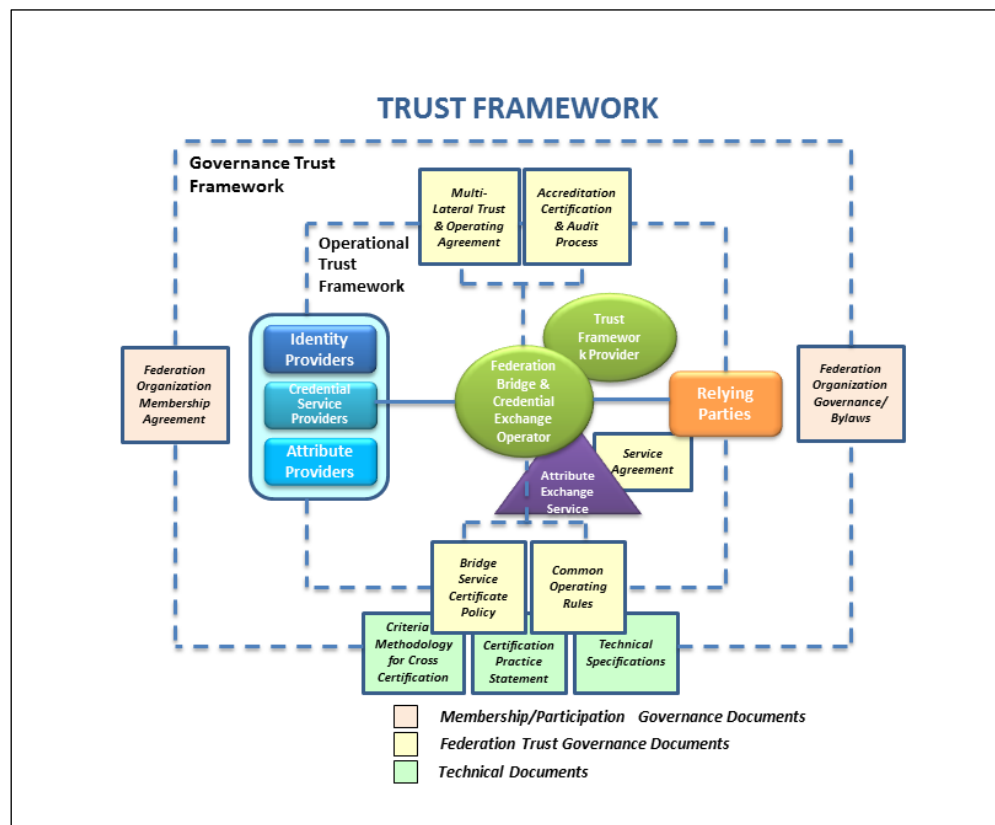 TRUST FRAMEWORK
Governance Trust
Framework
Multi-
Lateral Trust
& Operating
Agreement
Accreditation
Certification
& Audit
Process
Operational
Trust
Framework
Identity
Providers
Credential
Service
Providers
Attribute
Providers
Federation
Organization
Membership
Agreement
Trust
Framewor
k Provider
Federation
Bridge &
Credential
Exchange
Operator
Relying
Parties
Federation
Organization
Governance/
Bylaws
Service
Agreement
Attribute
Exchange
Service
Bridge
Service
Certificate
Policy
Common
Operating
Rules
Criteria
Methodology
for Cross
Certification
Certification
Practice
Statement
Technical
Specifications
Membership/Participation Governance Documents
Federation Trust Governance Documents
Technical Documents